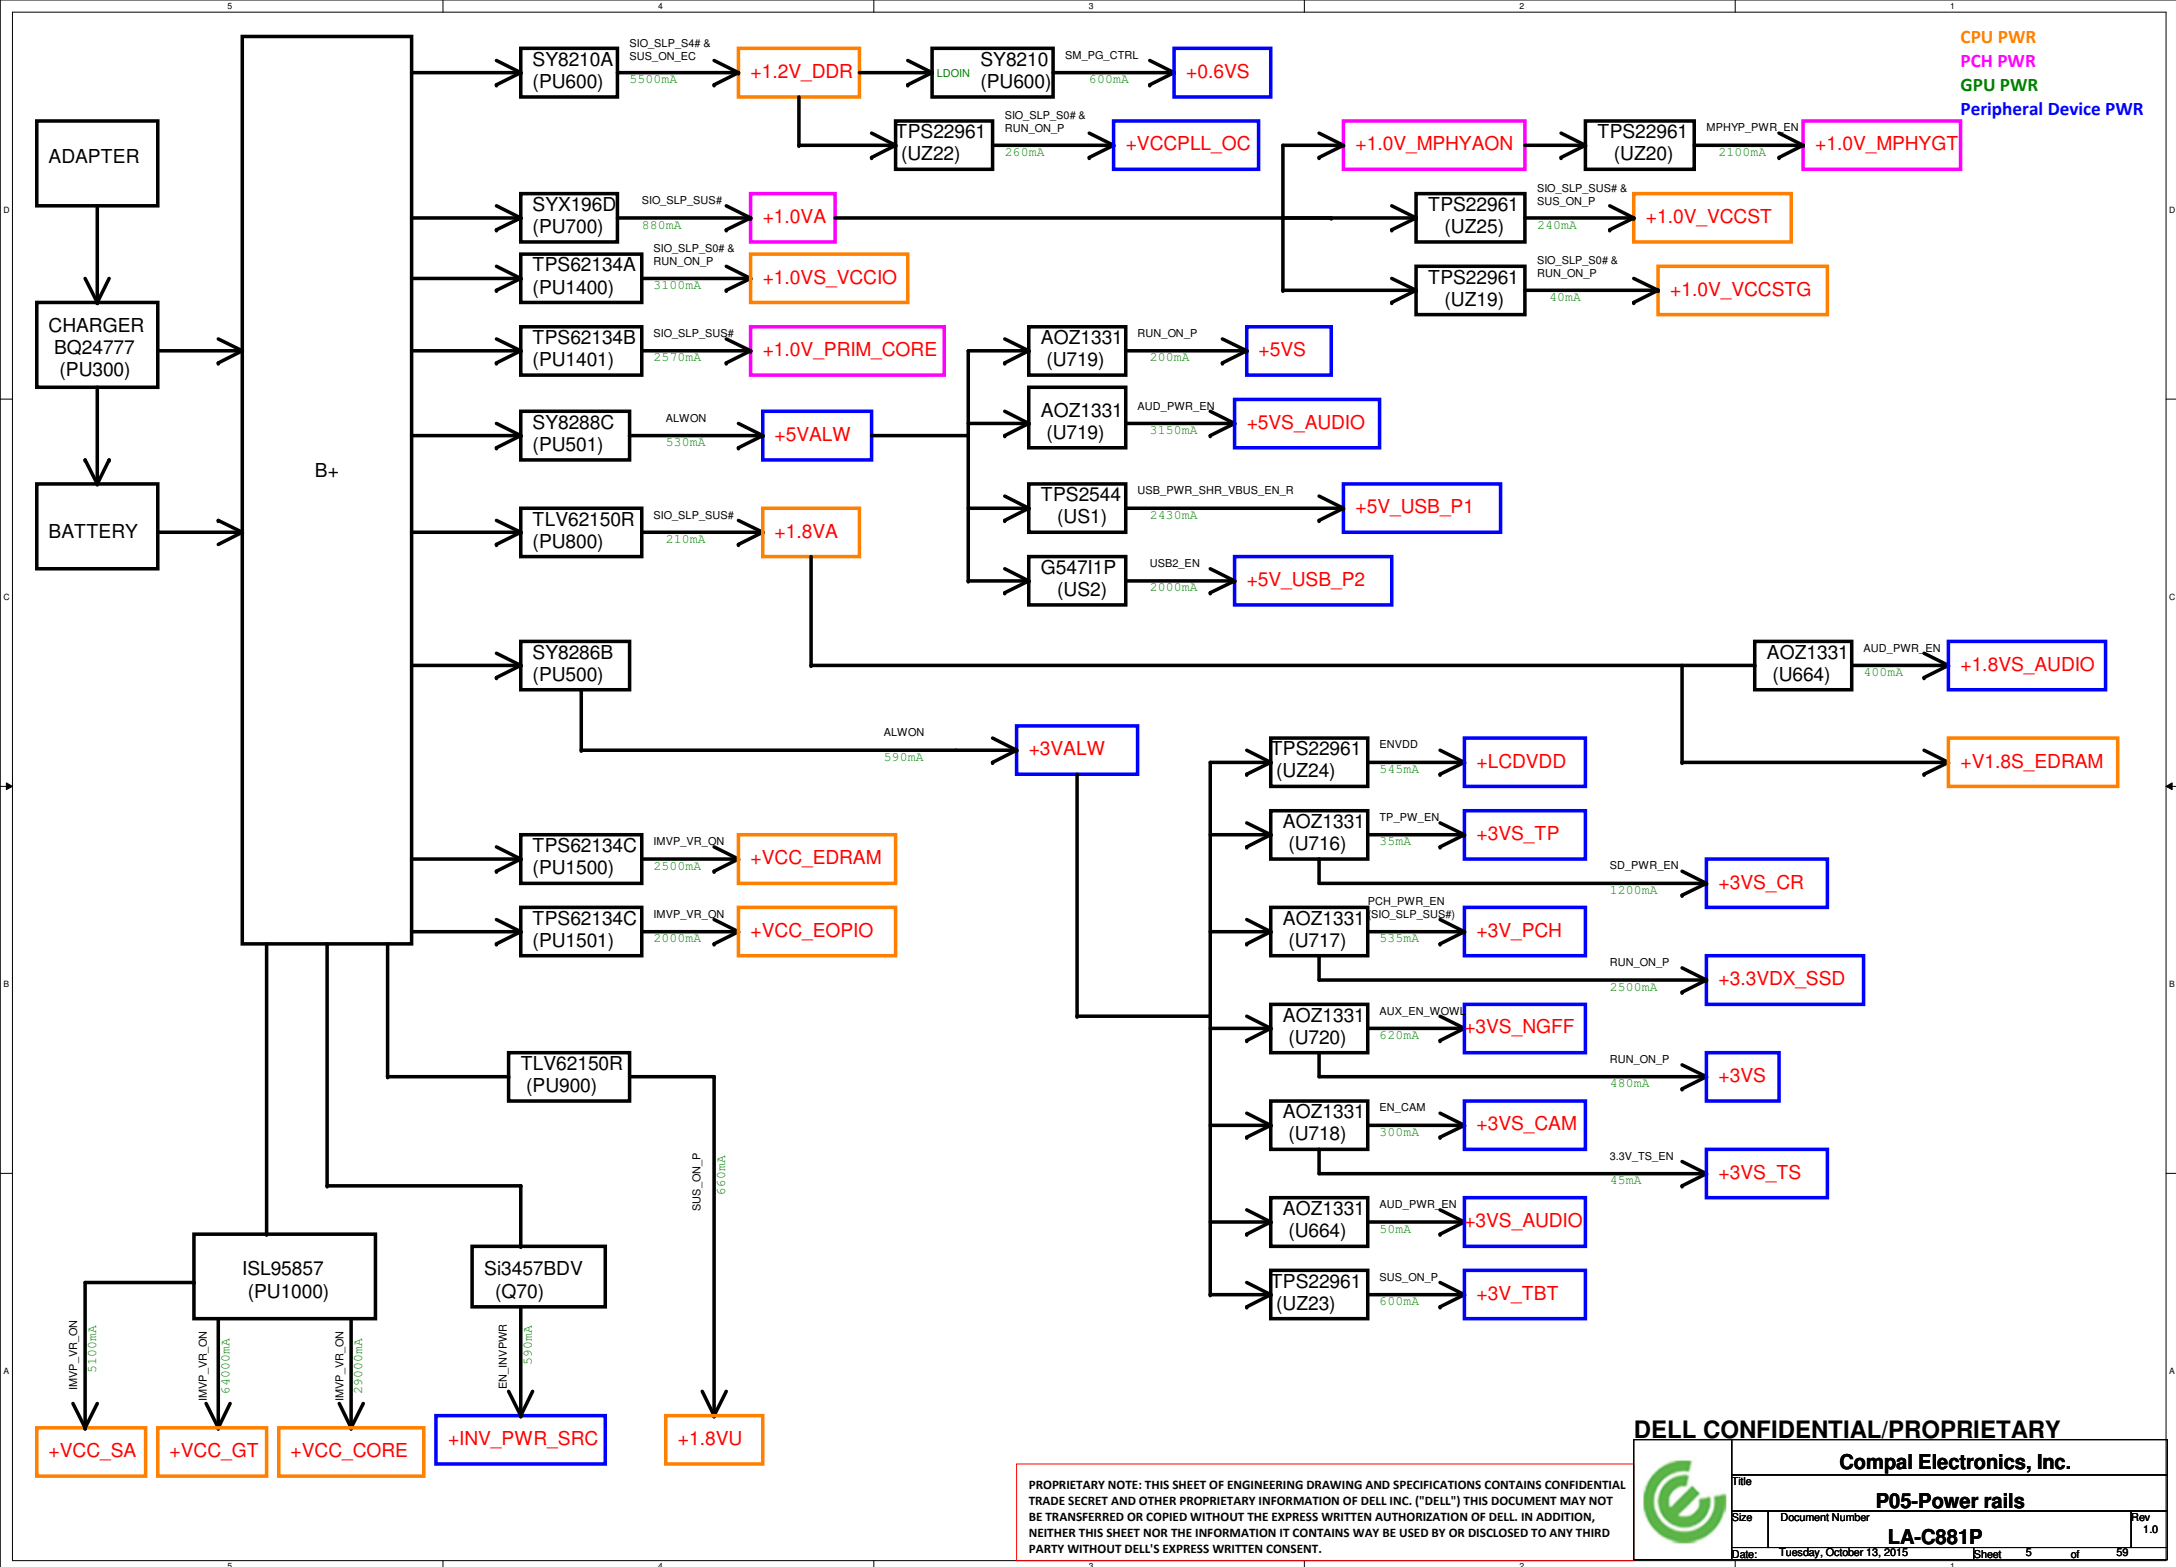 5
4
3
2
1
CPU PWR
PCH PWR
GPU PWR
Peripheral Device PWR
SY8210A
(PU600)
SIO_SLP_S4# &
SUS_ON_EC
5500mA
+1.2V_DDR
LDOIN
SY8210
(PU600)
SM_PG_CTRL
600mA
+0.6VS
TPS22961
(UZ22)
SIO_SLP_S0# &
RUN_ON_P
260mA
+VCCPLL_OC
+1.0V_MPHYAON
TPS22961
(UZ20)
MPHYP_PWR_EN
2100mA
+1.0V_MPHYGT
ADAPTER
SYX196D
(PU700)
SIO_SLP_SUS#
880mA
+1.0VA
TPS22961
(UZ25)
SIO_SLP_SUS# &
SUS_ON_P
240mA
+1.0V_VCCST
D
D
TPS62134A
(PU1400)
SIO_SLP_S0# &
RUN_ON_P
3100mA
+1.0VS_VCCIO
TPS22961
(UZ19)
SIO_SLP_S0# &
RUN_ON_P
40mA
+1.0V_VCCSTG
CHARGER
BQ24777
(PU300)
TPS62134B
(PU1401)
SIO_SLP_SUS#
2570mA
+1.0V_PRIM_CORE
AOZ1331
(U719)
RUN_ON_P
200mA
+5VS
SY8288C
(PU501)
ALWON
530mA
+5VALW
AOZ1331
(U719)
AUD_PWR_EN
3150mA
+5VS_AUDIO
B+
BATTERY
TLV62150R
(PU800)
SIO_SLP_SUS#
210mA
+1.8VA
TPS2544
(US1)
USB_PWR_SHR_VBUS_EN_R
2430mA
+5V_USB_P1
G547I1P
(US2)
USB2_EN
2000mA
+5V_USB_P2
C
C
SY8286B
(PU500)
AOZ1331
(U664)
AUD_PWR_EN
400mA
+1.8VS_AUDIO
ALWON
590mA
+3VALW
TPS22961
(UZ24)
ENVDD
545mA
+LCDVDD
+V1.8S_EDRAM
AOZ1331
(U716)
TP_PW_EN
35mA
+3VS_TP
TPS62134C
(PU1500)
IMVP_VR_ON
2500mA
+VCC_EDRAM
SD_PWR_EN
1200mA
+3VS_CR
TPS62134C
(PU1501)
IMVP_VR_ON
2000mA
+VCC_EOPIO
AOZ1331
(U717)
PCH_PWR_EN
(SIO_SLP_SUS#)
535mA
+3V_PCH
B
B
RUN_ON_P
2500mA
+3.3VDX_SSD
AOZ1331
(U720)
AUX_EN_WOWL
620mA
+3VS_NGFF
TLV62150R
(PU900)
RUN_ON_P
480mA
+3VS
AOZ1331
(U718)
EN_CAM
300mA
+3VS_CAM
SUS_ON_P
660mA
3.3V_TS_EN
45mA
+3VS_TS
AOZ1331
(U664)
AUD_PWR_EN
50mA
+3VS_AUDIO
ISL95857
(PU1000)
Si3457BDV
(Q70)
TPS22961
(UZ23)
SUS_ON_P
600mA
+3V_TBT
A
A
IMVP_VR_ON
5100mA
IMVP_VR_ON
64000mA
IMVP_VR_ON
29000mA
EN_INVPWR
590mA
+VCC_SA
+VCC_GT
+VCC_CORE
+INV_PWR_SRC
+1.8VU
DELL CONFIDENTIAL/PROPRIETARY
PROPRIETARY NOTE: THIS SHEET OF ENGINEERING DRAWING AND SPECIFICATIONS CONTAINS CONFIDENTIAL
TRADE SECRET AND OTHER PROPRIETARY INFORMATION OF DELL INC. ("DELL") THIS DOCUMENT MAY NOT
BE TRANSFERRED OR COPIED WITHOUT THE EXPRESS WRITTEN AUTHORIZATION OF DELL. IN ADDITION,
NEITHER THIS SHEET NOR THE INFORMATION IT CONTAINS WAY BE USED BY OR DISCLOSED TO ANY THIRD
PARTY WITHOUT DELL'S EXPRESS WRITTEN CONSENT.
Compal Electronics, Inc.
Title
P05-Power rails
Size
Document Number
LA-C881P
Rev
1.0
Date: Tuesday, October 13, 2015 Sheet 5 of 59
5
4
3
2
1